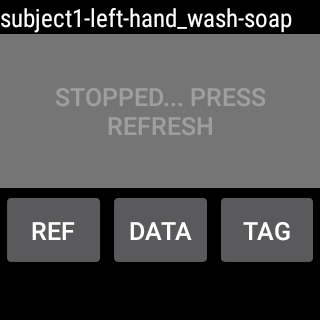 subject1-left-hand_wash-soap
STOPPED... PRESS
REFRESH
REF
DATA
TAG